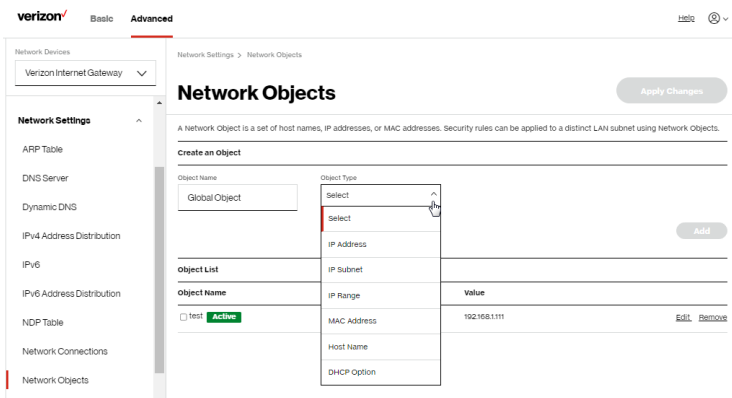 verizon✓ Basic Advanced Help
Network Devices
Verizon Internet Gateway
Network Settings
ARP Table
DNS Server
Dynamic DNS
IPv4 Address Distribution
IPv6
IPv6 Address Distribution
NDP Table
Network Connections
Network Objects
Network Settings > Network Objects
Network Objects
Apply Changes
A Network Object is a set of host names, IP addresses, or MAC addresses. Security rules can be applied to a distinct LAN subnet using Network Objects.
Create an Object
Object Name Object Type
Global Object Select
Select
IP Address
IP Subnet
IP Range
MAC Address
Host Name
DHCP Option
Add
Object List
Object Name Value
test Active 192.168.1.111 Edit Remove